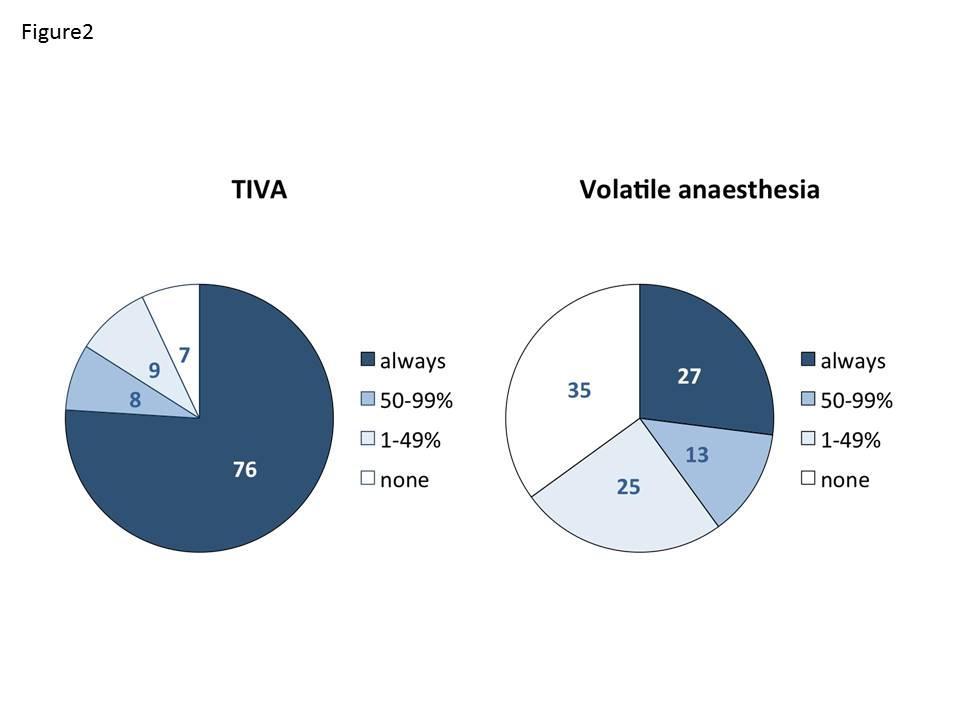 Figure2
TIVA
76
8
9
7
always
50-99%
1-49%
none
Volatile anaesthesia
27
13
25
35
always
50-99%
1-49%
none